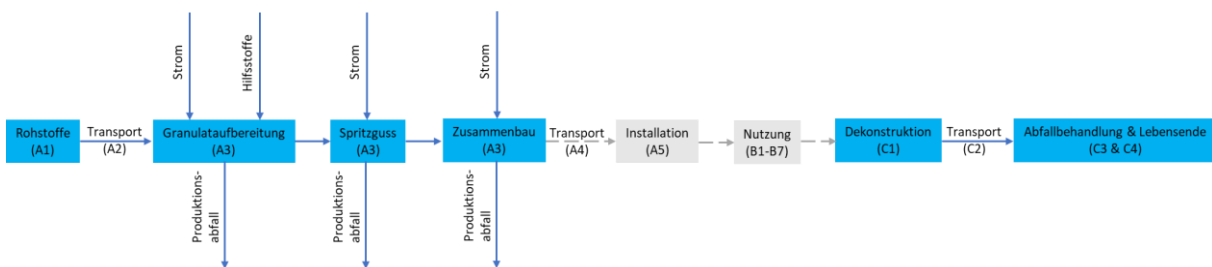 Strom
Hilfsstoffe
Strom
Strom
Rohstoffe
(A1)
Transport
(A2)
Granulataufbereitung
(A3)
Spritzguss
(A3)
Zusammenbau
(A3)
Transport
(A4)
Installation
(A5)
Nutzung
(B1-B7)
Dekonstruktion
(C1)
Transport
(C2)
Abfallbehandlung & Lebensende
(C3 & C4)
Produktions-
abfall
Produktions-
abfall
Produktions-
abfall